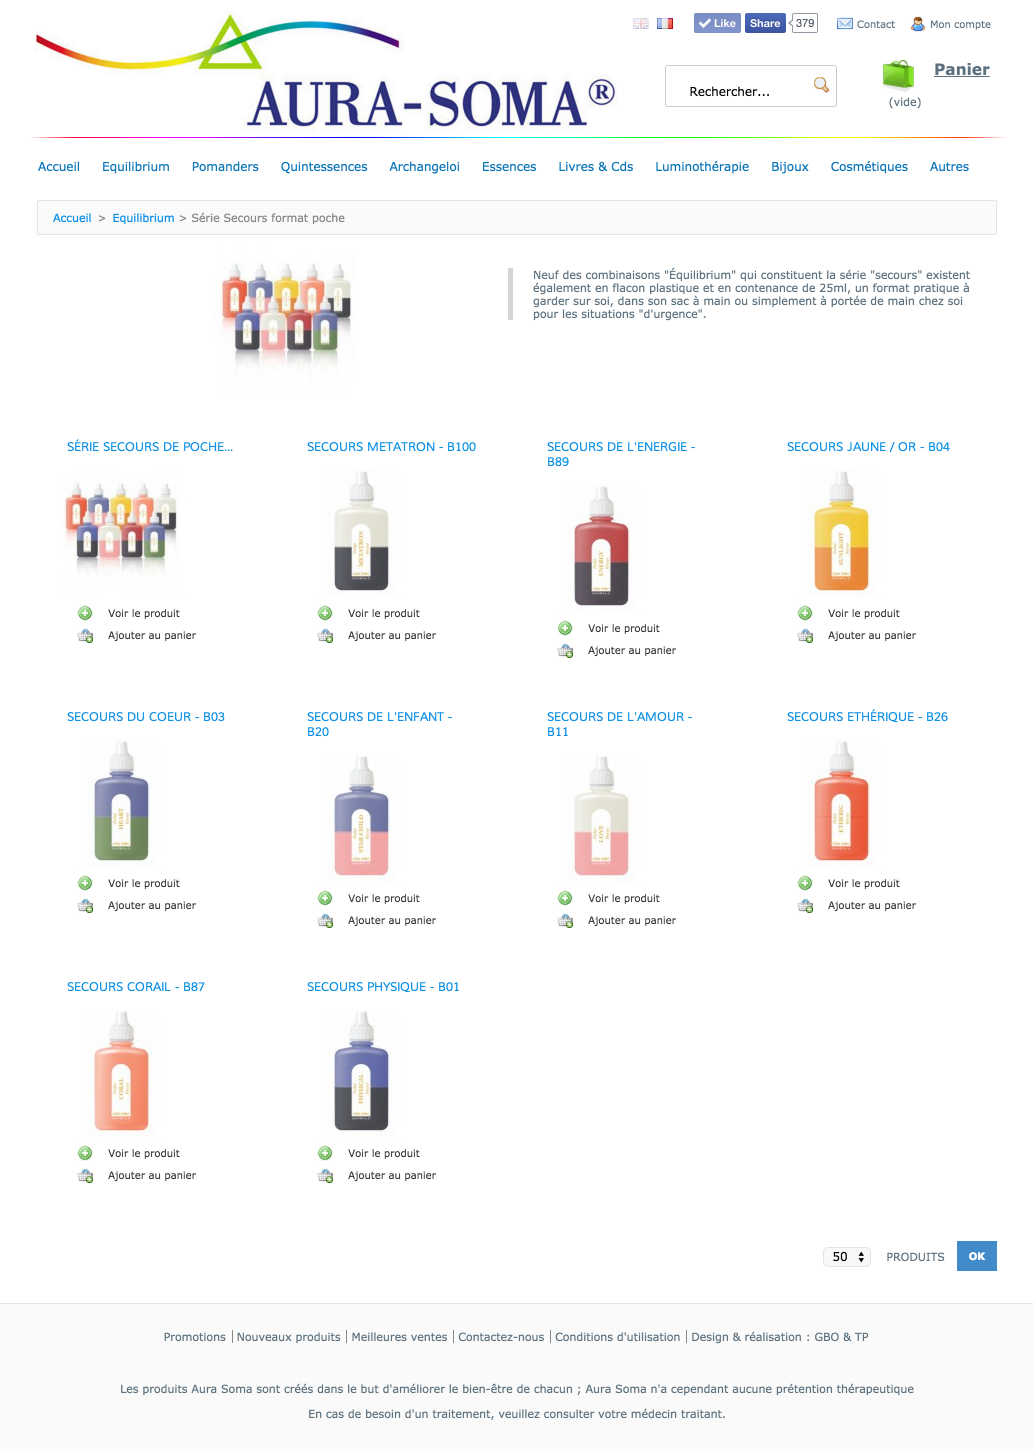 Like Share 379 Contact Mon compte
AURA-SOMA®
Rechercher...
Panier
(vide)
Accueil Equilibrium Pomanders Quintessences Archangeloi Essences Livres & Cds Luminothérapie Bijoux Cosmétiques Autres
Accueil > Equilibrium > Série Secours format poche
Neuf des combinaisons "Équilibrium" qui constituent la série "secours" existent
également en flacon plastique et en contenance de 25ml, un format pratique à
garder sur soi, dans son sac à main ou simplement à portée de main chez soi
pour les situations "d'urgence".
SÉRIE SECOURS DE POCHE...
Voir le produit
Ajouter au panier
SECOURS METATRON - B100
METATRON
Voir le produit
Ajouter au panier
SECOURS DE L'ENERGIE -
B89
ENERGY
Voir le produit
Ajouter au panier
SECOURS JAUNE / OR - B04
SUNLIGHT
Voir le produit
Ajouter au panier
SECOURS DU COEUR - B03
HEART
Voir le produit
Ajouter au panier
SECOURS DE L'ENFANT -
B20
STAR CHILD
Voir le produit
Ajouter au panier
SECOURS DE L'AMOUR -
B11
LOVE
Voir le produit
Ajouter au panier
SECOURS ETHÉRIQUE - B26
ETHERIC
Voir le produit
Ajouter au panier
SECOURS CORAIL - B87
CORAL
Voir le produit
Ajouter au panier
SECOURS PHYSIQUE - B01
PHYSICAL
Voir le produit
Ajouter au panier
50 PRODUITS OK
Promotions Nouveaux produits Meilleures ventes Contactez-nous Conditions d'utilisation Design & réalisation : GBO & TP
Les produits Aura Soma sont créés dans le but d'améliorer le bien-être de chacun ; Aura Soma n'a cependant aucune prétention thérapeutique
En cas de besoin d'un traitement, veuillez consulter votre médecin traitant.